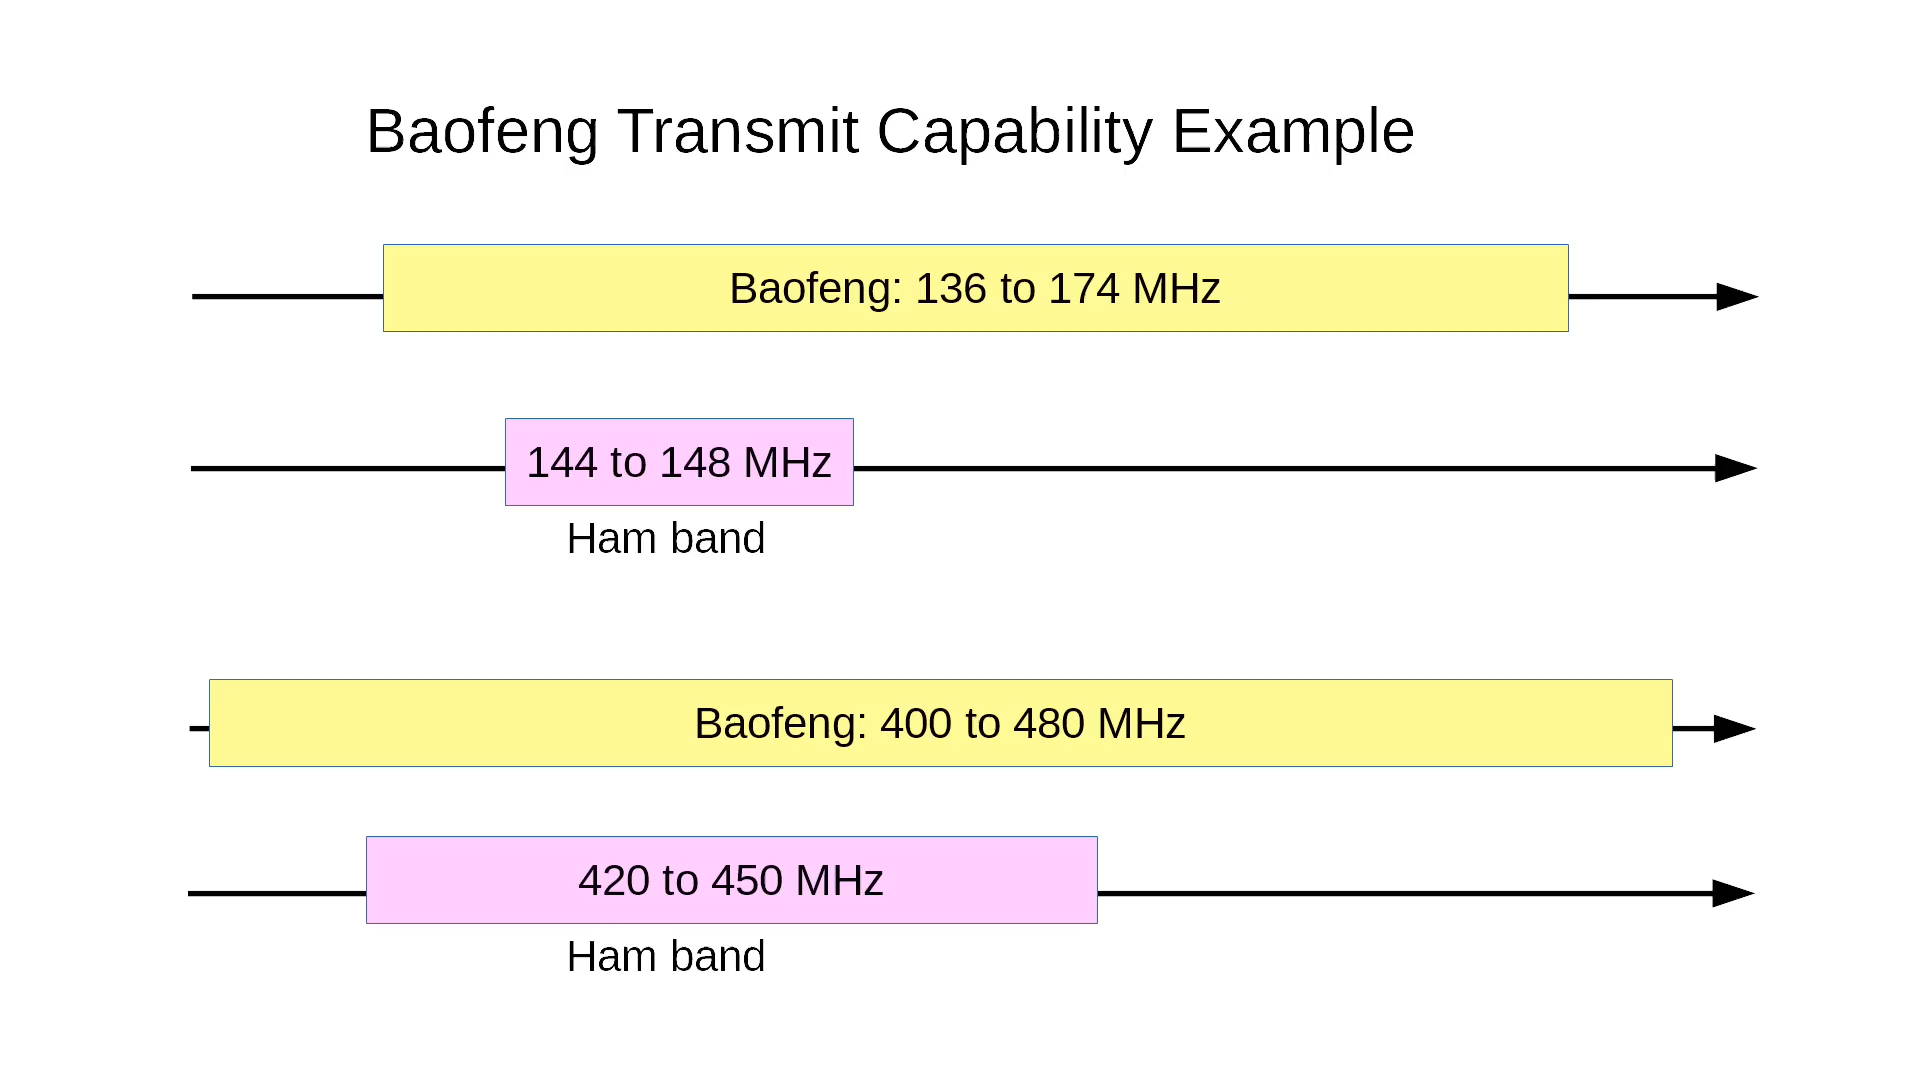 Baofeng Transmit Capability Example
Baofeng: 136 to 174 MHz
144 to 148 MHz
Ham band
Baofeng: 400 to 480 MHz
420 to 450 MHz
Ham band